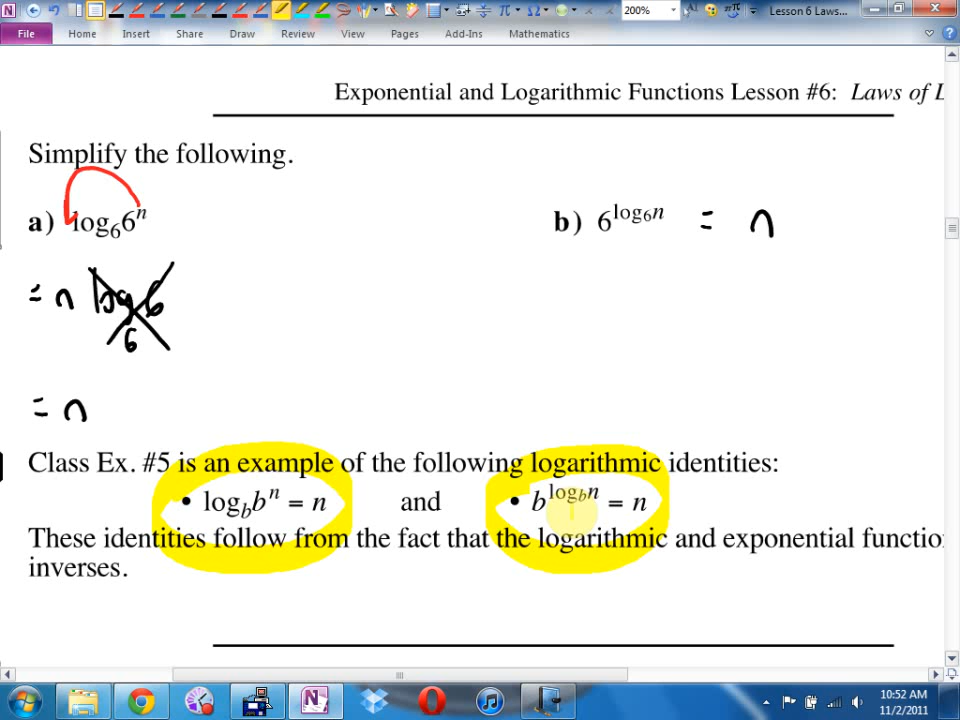 200% Lesson 6 Laws...
File Home Insert Share Draw Review View Pages Add-Ins Mathematics
Exponential and Logarithmic Functions Lesson #6: Laws of L
Simplify the following.
a) log₆6ⁿ b) 6^log₆n = n
= n log₆6
= n
Class Ex. #5 is an example of the following logarithmic identities:
• log_b bⁿ = n and • b^log_b n = n
These identities follow from the fact that the logarithmic and exponential functio
inverses.
10:52 AM
11/2/2011